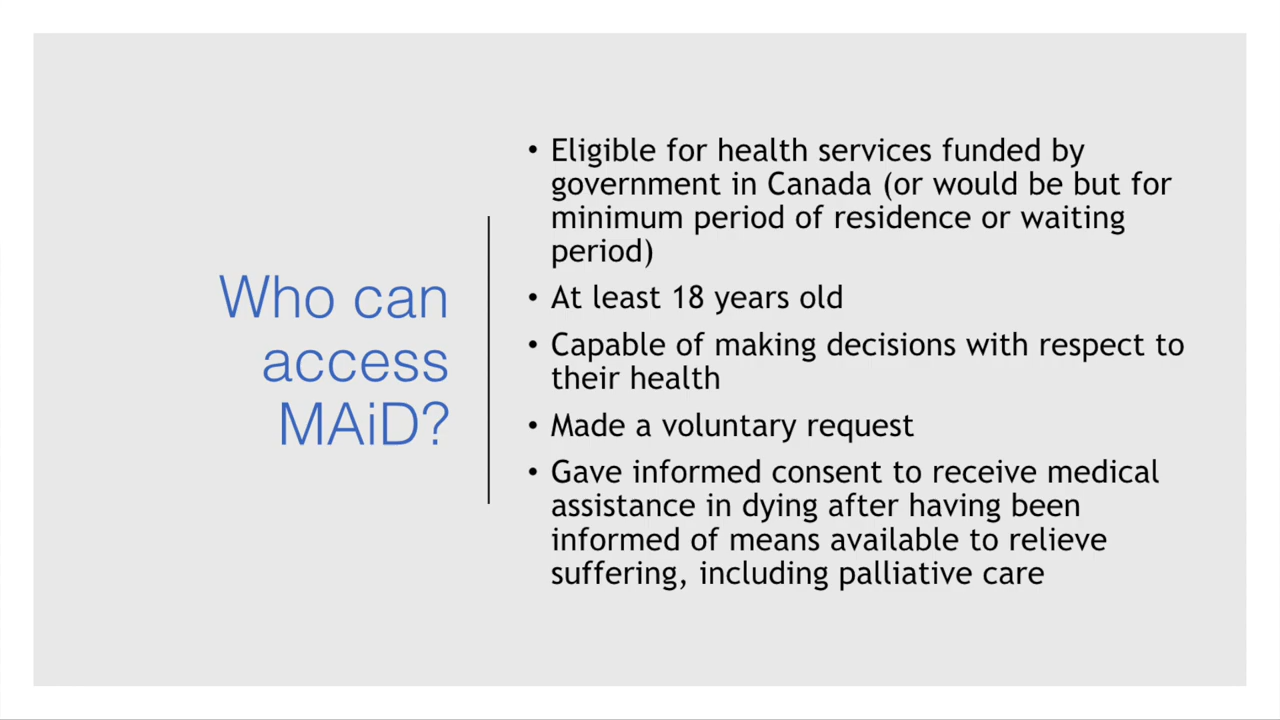 Who can
access
MAiD?
• Eligible for health services funded by
government in Canada (or would be but for
minimum period of residence or waiting
period)
• At least 18 years old
• Capable of making decisions with respect to
their health
• Made a voluntary request
• Gave informed consent to receive medical
assistance in dying after having been
informed of means available to relieve
suffering, including palliative care